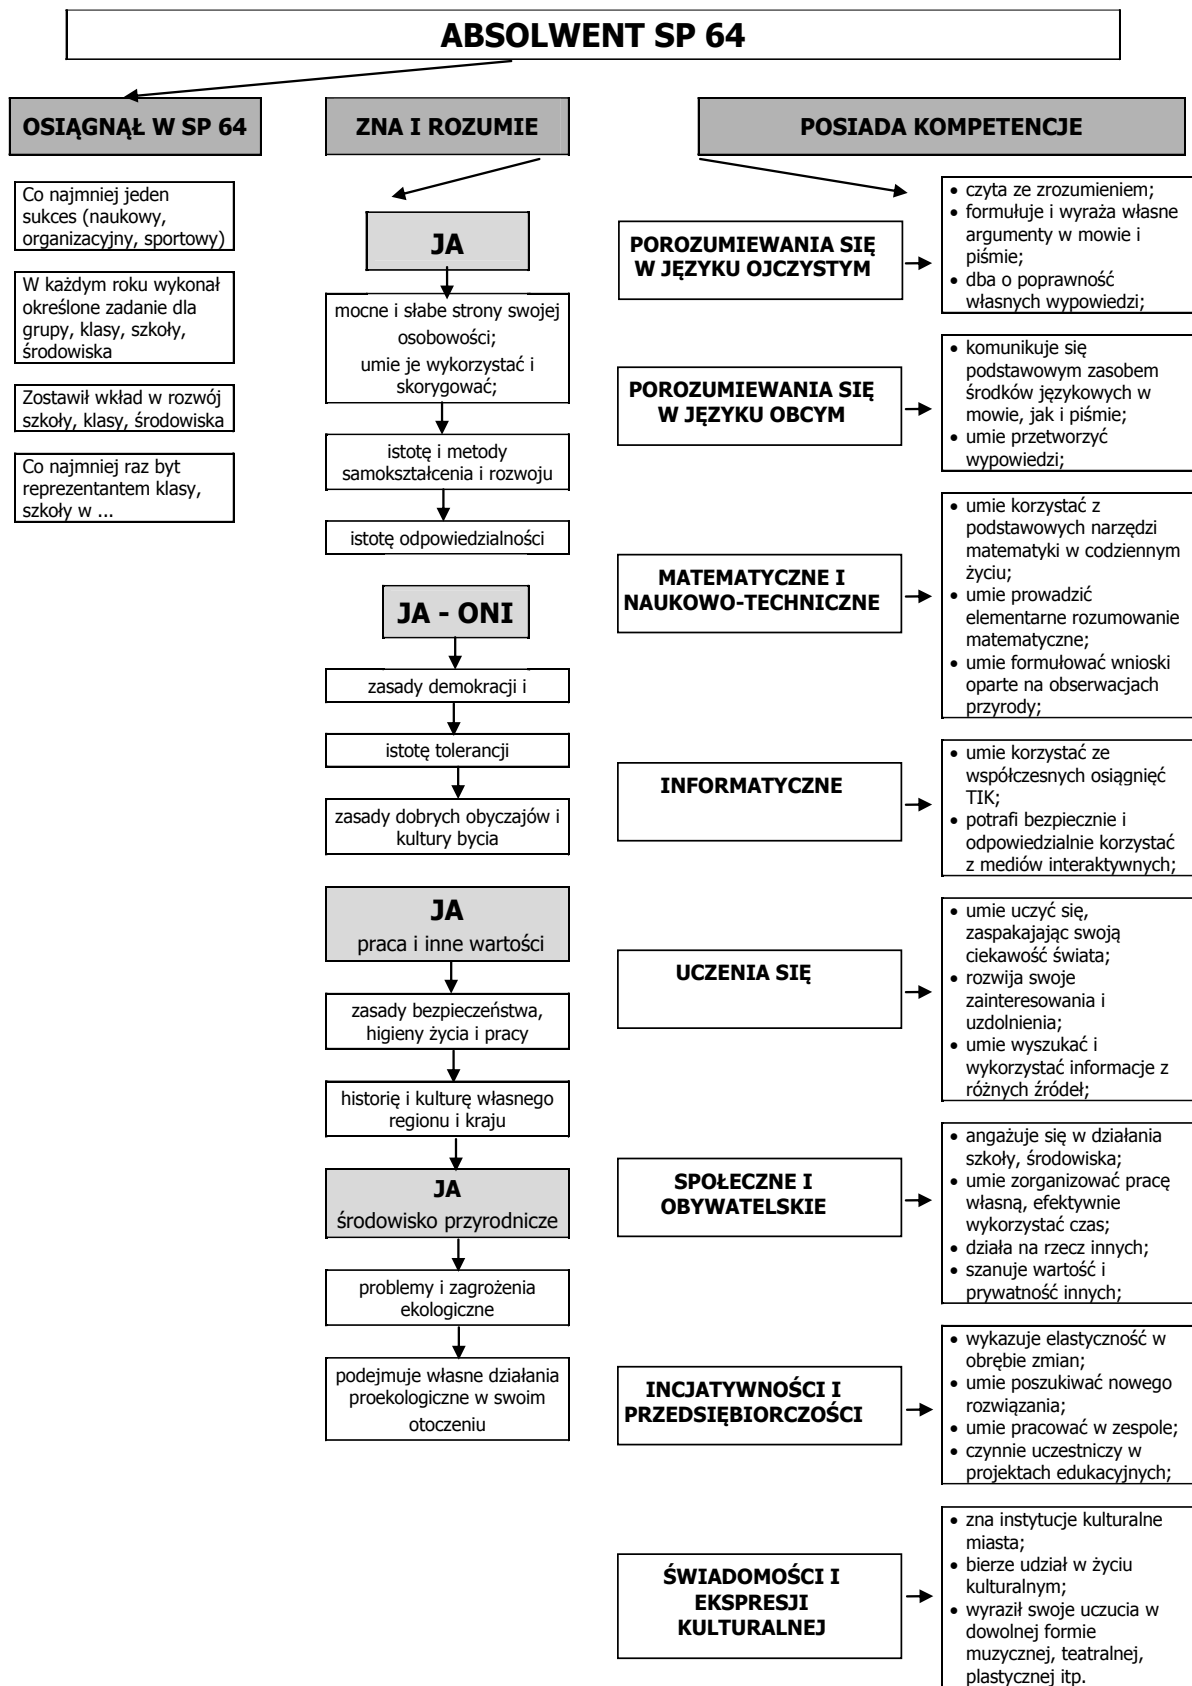 ABSOLWENT SP 64
OSIĄGNĄŁ W SP 64
Co najmniej jeden
sukces (naukowy,
organizacyjny, sportowy)
W każdym roku wykonał
określone zadanie dla
grupy, klasy, szkoły,
środowiska
Zostawił wkład w rozwój
szkoły, klasy, środowiska
Co najmniej raz byt
reprezentantem klasy,
szkoły w ...
ZNA I ROZUMIE
JA
mocne i słabe strony swojej
osobowości;
umie je wykorzystać i
skorygować;
istotę i metody
samokształcenia i rozwoju
istotę odpowiedzialności
JA - ONI
zasady demokracji i
istotę tolerancji
zasady dobrych obyczajów i
kultury bycia
JA
praca i inne wartości
zasady bezpieczeństwa,
higieny życia i pracy
historię i kulturę własnego
regionu i kraju
JA
środowisko przyrodnicze
problemy i zagrożenia
ekologiczne
podejmuje własne działania
proekologiczne w swoim
otoczeniu
POSIADA KOMPETENCJE
POROZUMIEWANIA SIĘ
W JĘZYKU OJCZYSTYM
• czyta ze zrozumieniem;
• formułuje i wyraża własne
argumenty w mowie i
piśmie;
• dba o poprawność
własnych wypowiedzi;
POROZUMIEWANIA SIĘ
W JĘZYKU OBCYM
• komunikuje się
podstawowym zasobem
środków językowych w
mowie, jak i piśmie;
• umie przetworzyć
wypowiedzi;
MATEMATYCZNE I
NAUKOWO-TECHNICZNE
• umie korzystać z
podstawowych narzędzi
matematyki w codziennym
życiu;
• umie prowadzić
elementarne rozumowanie
matematyczne;
• umie formułować wnioski
oparte na obserwacjach
przyrody;
INFORMATYCZNE
• umie korzystać ze
współczesnych osiągnięć
TIK;
• potrafi bezpiecznie i
odpowiedzialnie korzystać
z mediów interaktywnych;
UCZENIA SIĘ
• umie uczyć się,
zaspakajając swoją
ciekawość świata;
• rozwija swoje
zainteresowania i
uzdolnienia;
• umie wyszukać i
wykorzystać informacje z
różnych źródeł;
SPOŁECZNE I
OBYWATELSKIE
• angażuje się w działania
szkoły, środowiska;
• umie zorganizować pracę
własną, efektywnie
wykorzystać czas;
• działa na rzecz innych;
• szanuje wartość i
prywatność innych;
INCJATYWNOŚCI I
PRZEDSIĘBIORCZOŚCI
• wykazuje elastyczność w
obrębie zmian;
• umie poszukiwać nowego
rozwiązania;
• umie pracować w zespole;
• czynnie uczestniczy w
projektach edukacyjnych;
ŚWIADOMOŚCI I
EKSPRESJI
KULTURALNEJ
• zna instytucje kulturalne
miasta;
• bierze udział w życiu
kulturalnym;
• wyraził swoje uczucia w
dowolnej formie
muzycznej, teatralnej,
plastycznej itp.